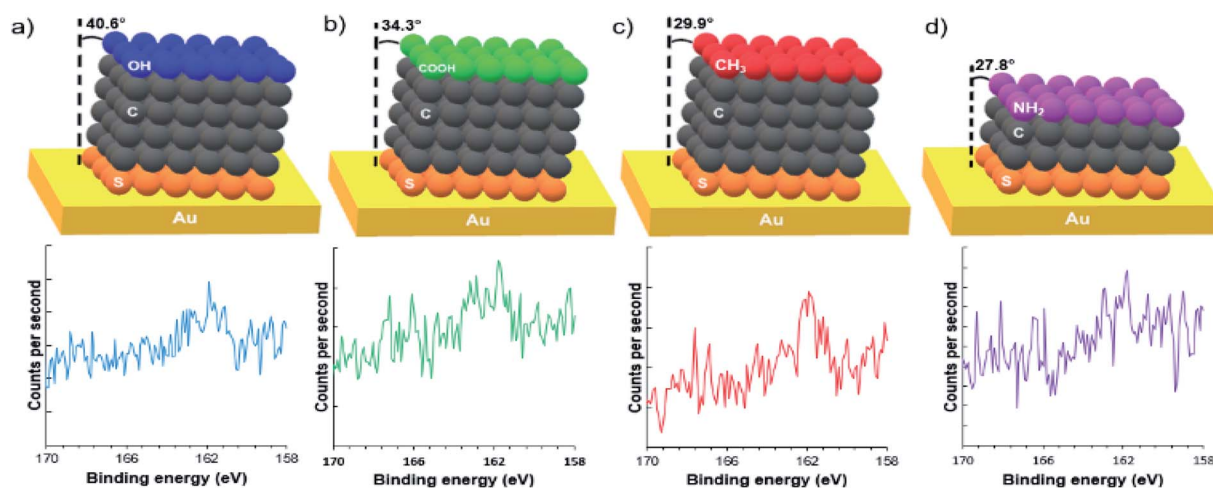 a)
40.6°
OH
C
S
Au
Counts per second
170
166
162
158
Binding energy (eV)
b)
34.3°
COOH
C
S
Au
Counts per second
170
166
162
158
Binding energy (eV)
c)
29.9°
CH₃
C
S
Au
Counts per second
170
166
162
158
Binding energy (eV)
d)
27.8°
NH₂
C
S
Au
Counts per second
170
166
162
158
Binding energy (eV)